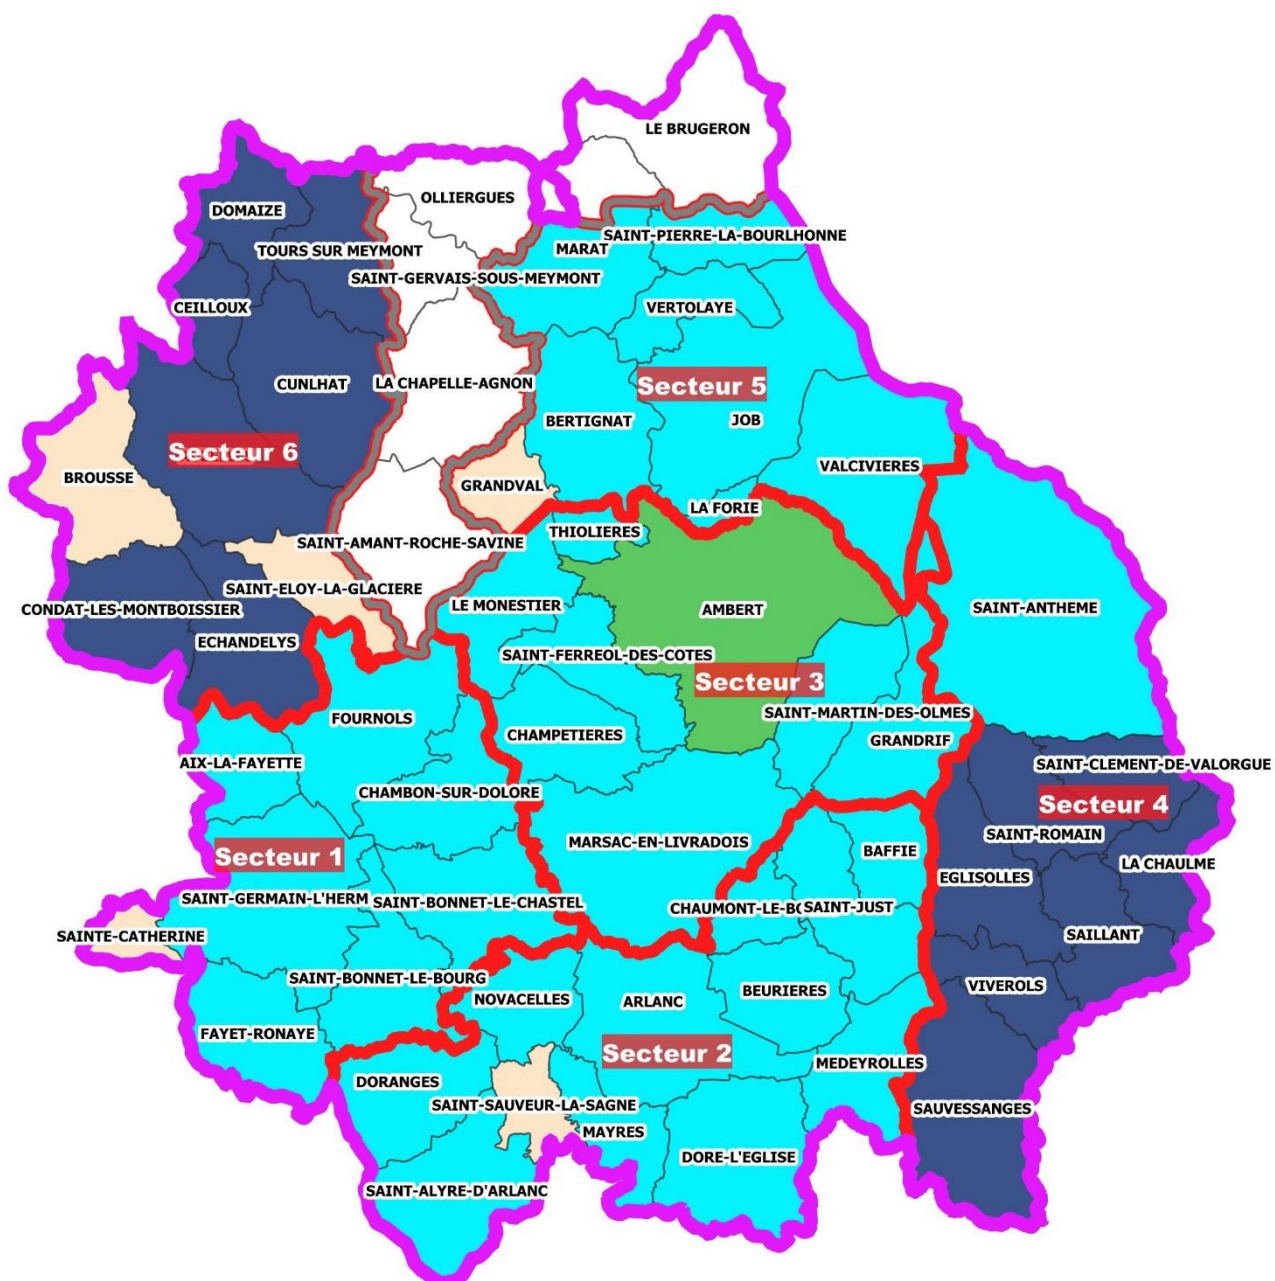 LE BRUGERON
OLLIERGUES
DOMAIZE
SAINT-PIERRE-LA-BOURLHONNE
TOURS SUR MEYMONT
MARAT
SAINT-GERVAIS-SOUS-MEYMONT
CEILLOUX
VERTOLAYE
CUNLHAT
LA CHAPELLE-AGNON
Secteur 5
BERTIGNAT
JOB
Secteur 6
VALCIVIERES
BROUSSE
GRANDVAL
LA FORIE
THIOLIERES
SAINT-AMANT-ROCHE-SAVINE
SAINT-ELOY-LA-GLACIERE
LE MONESTIER
CONDAT-LES-MONTBOISSIER
AMBERT
SAINT-ANTHEME
ECHANDELYS
SAINT-FERREOL-DES-COTES
Secteur 3
SAINT-MARTIN-DES-OLMES
FOURNOLS
CHAMPETIERES
GRANDRIF
AIX-LA-FAYETTE
SAINT-CLEMENT-DE-VALORGUE
CHAMBON-SUR-DOLORE
Secteur 4
SAINT-ROMAIN
MARSAC-EN-LIVRADOIS
BAFFIE
Secteur 1
LA CHAULME
EGLISOLLES
SAINT-GERMAIN-L'HERM
SAINT-BONNET-LE-CHASTEL
CHAUMONT-LE-BO
SAINT-JUST
SAINTE-CATHERINE
SAILLANT
SAINT-BONNET-LE-BOURG
VIVEROLS
BEURIERES
NOVACELLES
ARLANC
FAYET-RONAYE
Secteur 2
MEDEYROLLES
DORANGES
SAINT-SAUVEUR-LA-SAGNE
SAUVESSANGES
MAYRES
DORE-L'EGLISE
SAINT-ALYRE-D'ARLANC